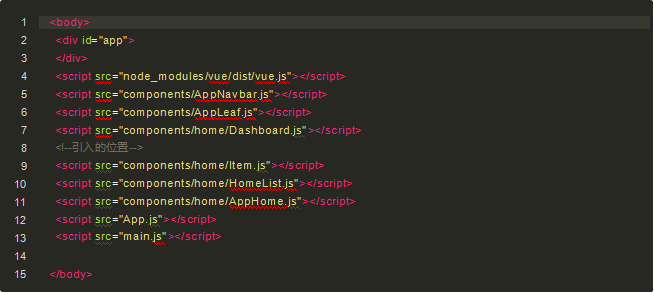 1 <body>
2 <div id="app">
3 </div>
4 <script src="node_modules/vue/dist/vue.js"></script>
5 <script src="components/AppNavbar.js"></script>
6 <script src="components/AppLeaf.js"></script>
7 <script src="components/home/Dashboard.js"></script>
8 <!--引入的位置-->
9 <script src="components/home/Item.js"></script>
10 <script src="components/home/HomeList.js"></script>
11 <script src="components/home/AppHome.js"></script>
12 <script src="App.js"></script>
13 <script src="main.js"></script>
14
15 </body>